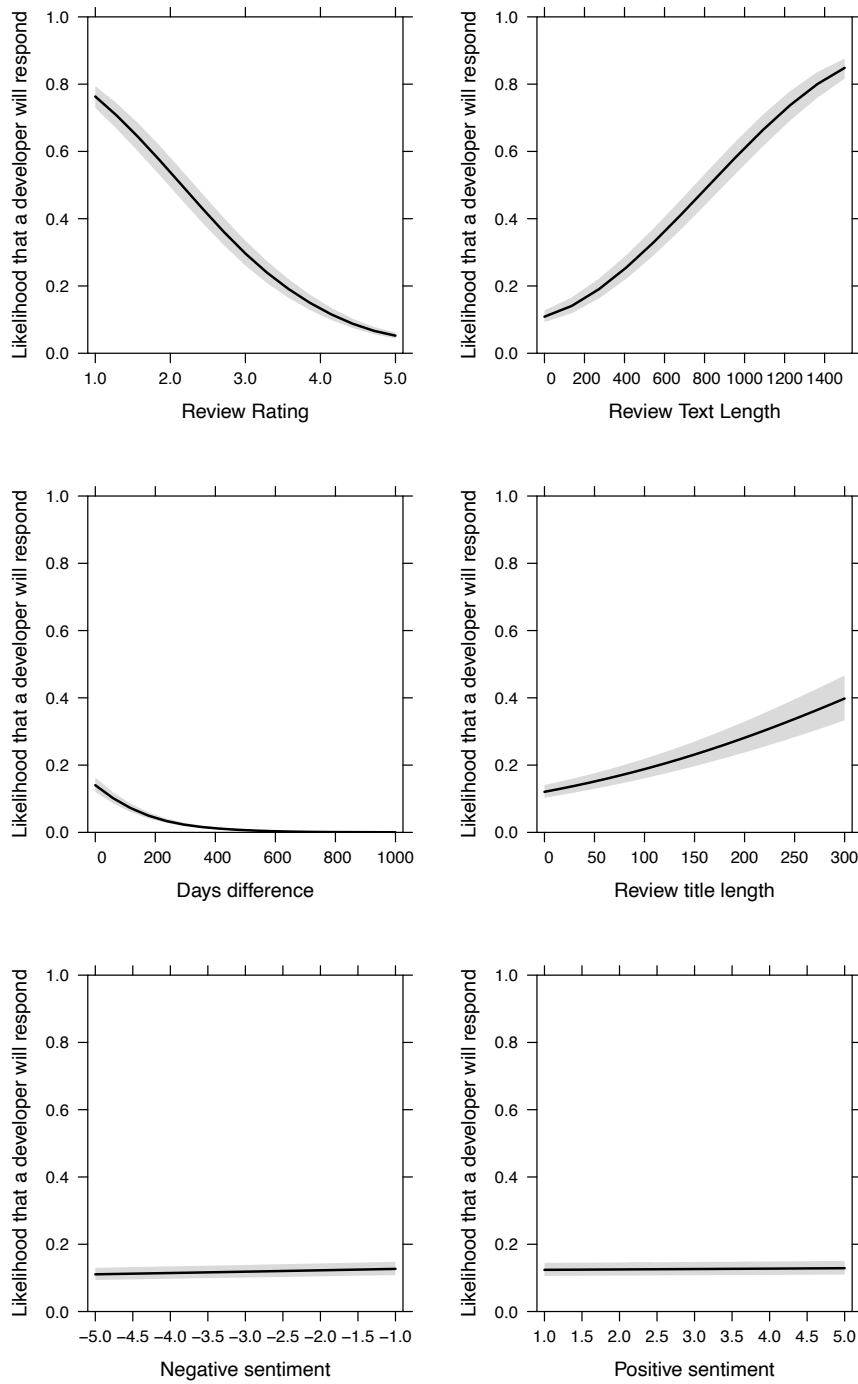 Likelihood that a developer will respond
1.0
0.8
0.6
0.4
0.2
0.0
1.0 2.0 3.0 4.0 5.0
Review Rating
Likelihood that a developer will respond
1.0
0.8
0.6
0.4
0.2
0.0
0 200 400 600 800 1000 1200 1400
Review Text Length
Likelihood that a developer will respond
1.0
0.8
0.6
0.4
0.2
0.0
0 200 400 600 800 1000
Days difference
Likelihood that a developer will respond
1.0
0.8
0.6
0.4
0.2
0.0
0 50 100 150 200 250 300
Review title length
Likelihood that a developer will respond
1.0
0.8
0.6
0.4
0.2
0.0
−5.0 −4.5 −4.0 −3.5 −3.0 −2.5 −2.0 −1.5 −1.0
Negative sentiment
Likelihood that a developer will respond
1.0
0.8
0.6
0.4
0.2
0.0
1.0 1.5 2.0 2.5 3.0 3.5 4.0 4.5 5.0
Positive sentiment